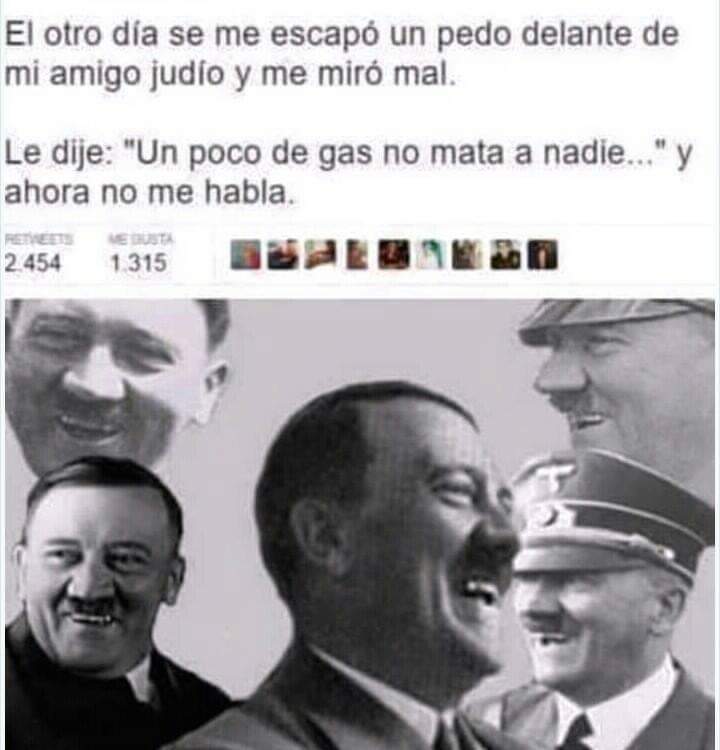 El otro día se me escapó un pedo delante de
mi amigo judío y me miró mal.
Le dije: "Un poco de gas no mata a nadie..." y
ahora no me habla.
RETWEETS ME GUSTA
2.454 1.315